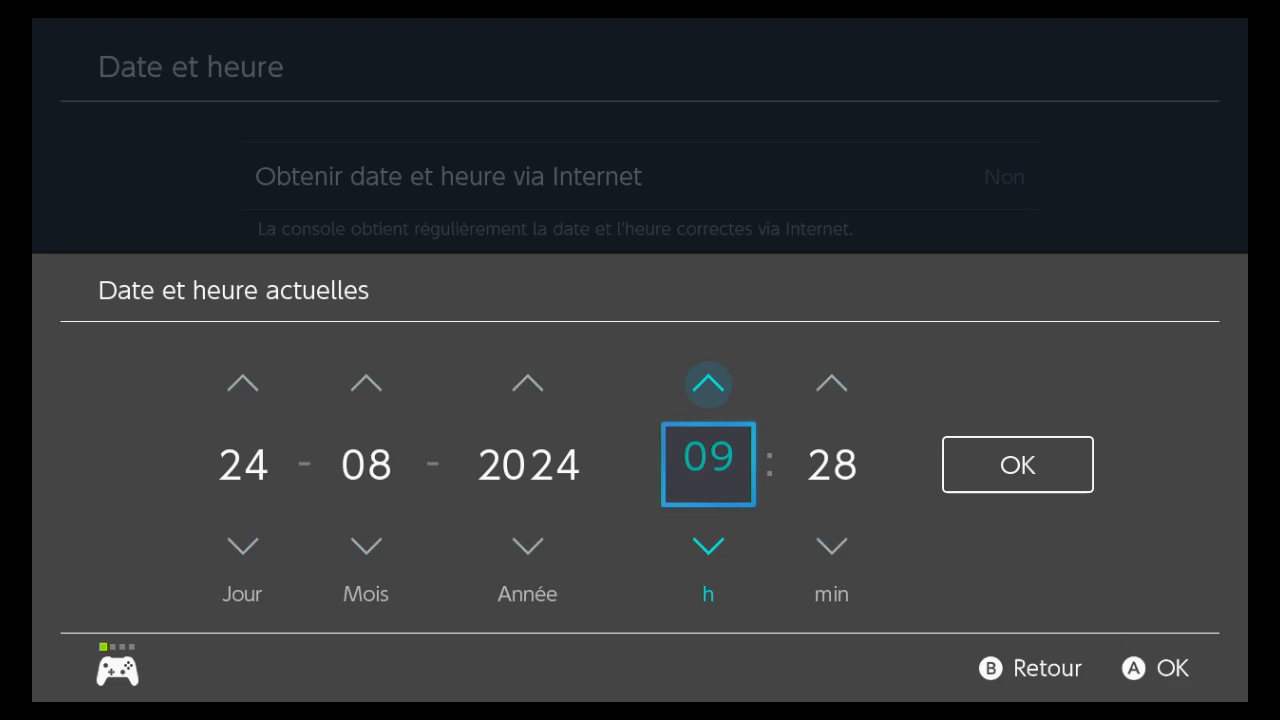 Date et heure
Obtenir date et heure via Internet Non
La console obtient régulièrement la date et l'heure correctes via Internet.
Date et heure actuelles
24 - 08 - 2024 09 : 28 OK
Jour Mois Année h min
B Retour A OK